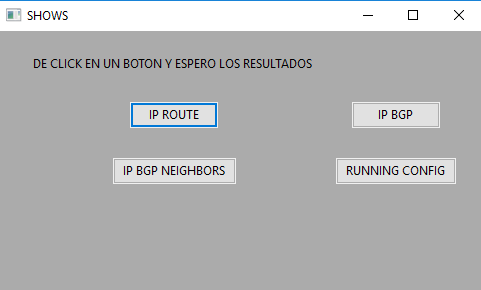 SHOWS
DE CLICK EN UN BOTON Y ESPERO LOS RESULTADOS
IP ROUTE
IP BGP
IP BGP NEIGHBORS
RUNNING CONFIG